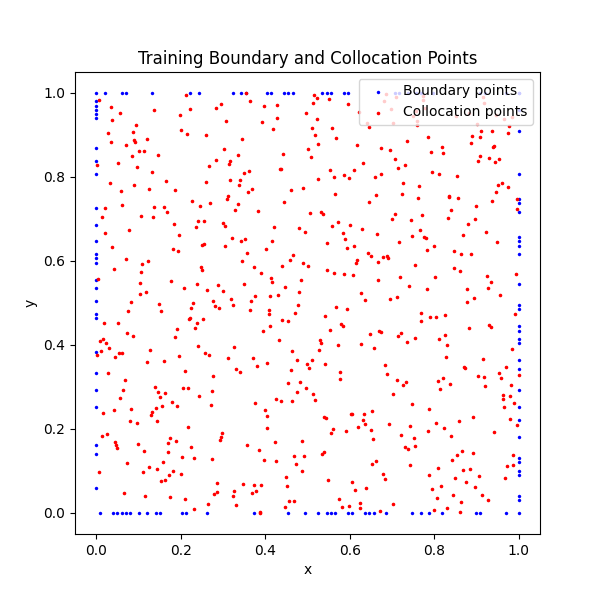 Training Boundary and Collocation Points
Boundary points
Collocation points
1.0
0.8
0.6
0.4
0.2
0.0
y
0.0 0.2 0.4 0.6 0.8 1.0
x